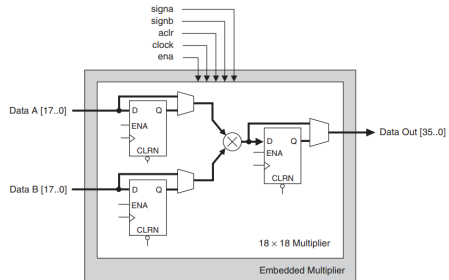 signa
signb
aclr
clock
ena
Data A [17..0]
D Q
ENA
CLRN
Data B [17..0]
D Q
ENA
CLRN
D Q
ENA
CLRN
Data Out [35..0]
18 × 18 Multiplier
Embedded Multiplier